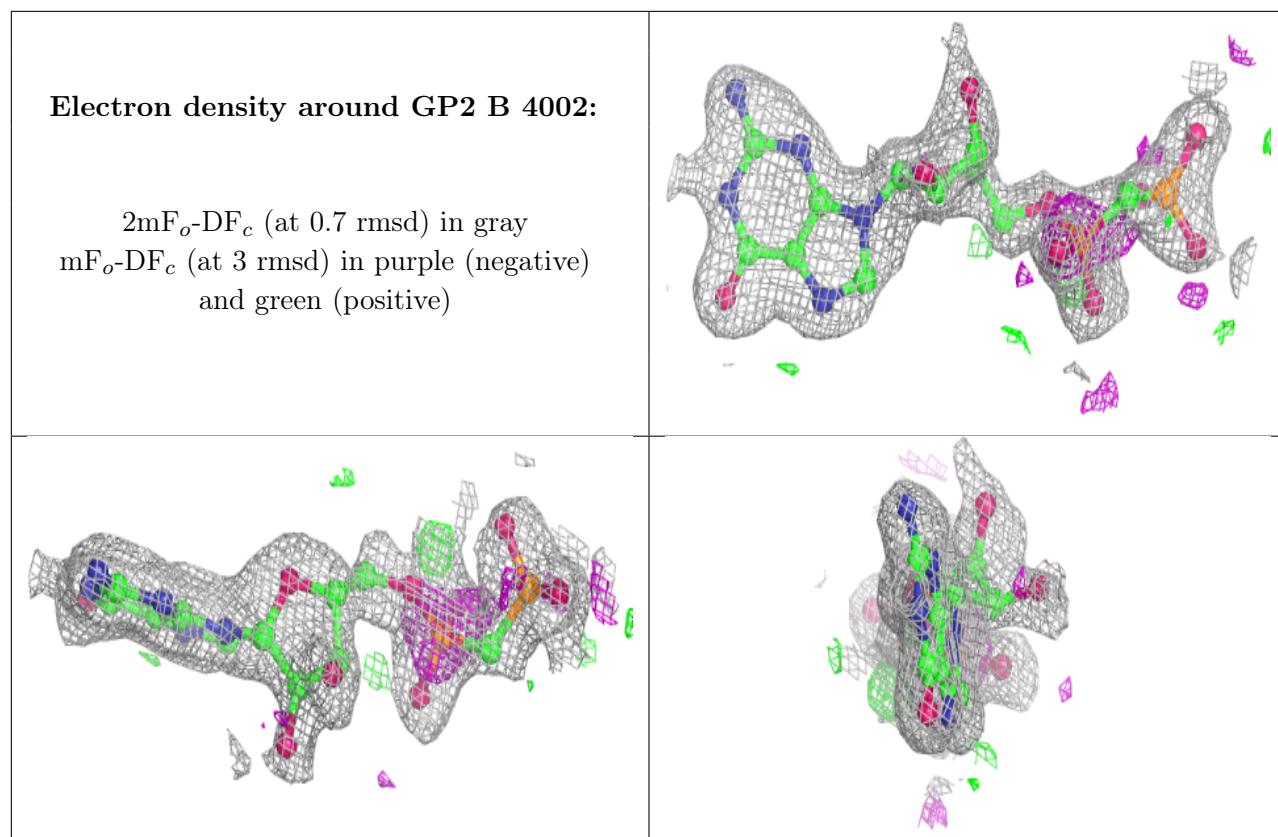 Electron density around GP2 B 4002:
2mFo-DFc (at 0.7 rmsd) in gray
mFo-DFc (at 3 rmsd) in purple (negative)
and green (positive)